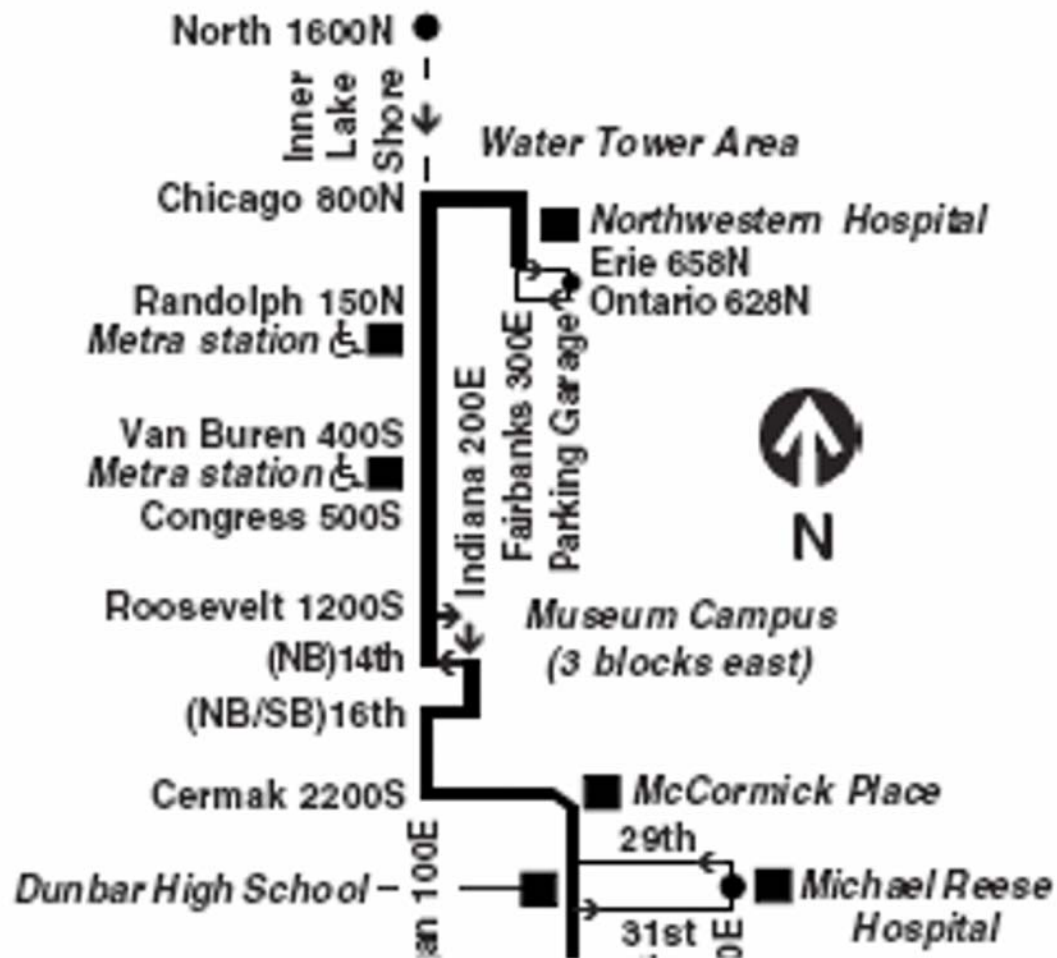 North 1600N
Inner
Lake
Shore
Water Tower Area
Chicago 800N
Northwestern Hospital
Erie 658N
Ontario 628N
Randolph 150N
Metra station
Indiana 200E
Fairbanks 300E
Parking Garage
Van Buren 400S
Metra station
Congress 500S
N
Roosevelt 1200S
Museum Campus
(3 blocks east)
(NB)14th
(NB/SB)16th
Cermak 2200S
McCormick Place
29th
100E
Dunbar High School
Michael Reese
Hospital
31st